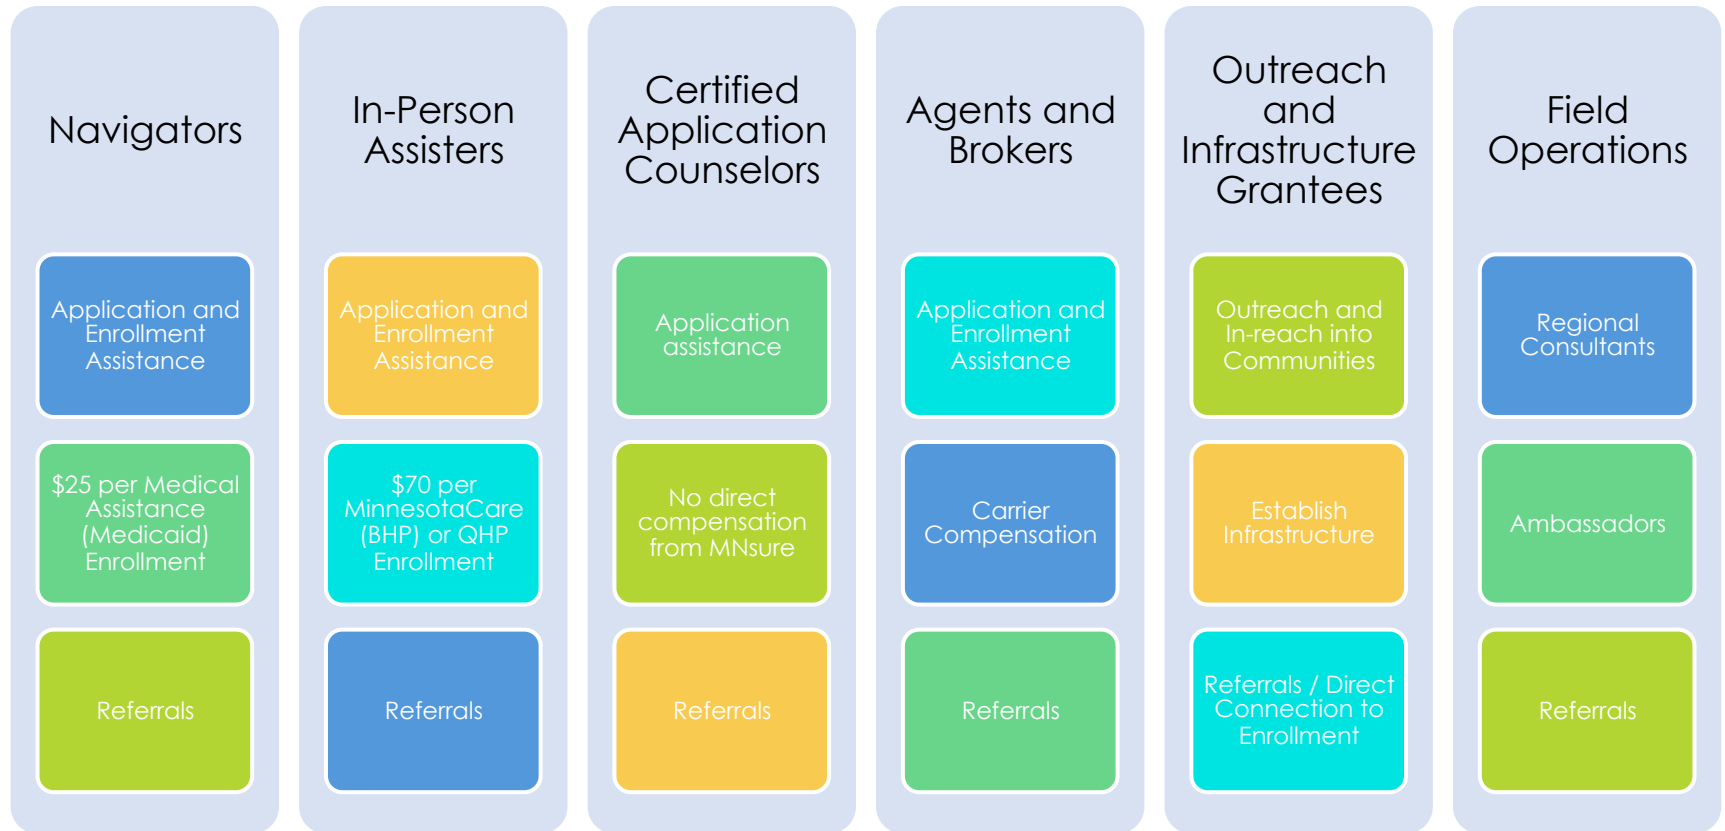 Navigators
Application and
Enrollment
Assistance
$25 per Medical
Assistance
(Medicaid)
Enrollment
Referrals
In-Person
Assisters
Application and
Enrollment
Assistance
$70 per
MinnesotaCare
(BHP) or QHP
Enrollment
Referrals
Certified
Application
Counselors
Application
assistance
No direct
compensation
from MNsure
Referrals
Agents and
Brokers
Application and
Enrollment
Assistance
Carrier
Compensation
Referrals
Outreach
and
Infrastructure
Grantees
Outreach and
In-reach into
Communities
Establish
Infrastructure
Referrals / Direct
Connection to
Enrollment
Field
Operations
Regional
Consultants
Ambassadors
Referrals